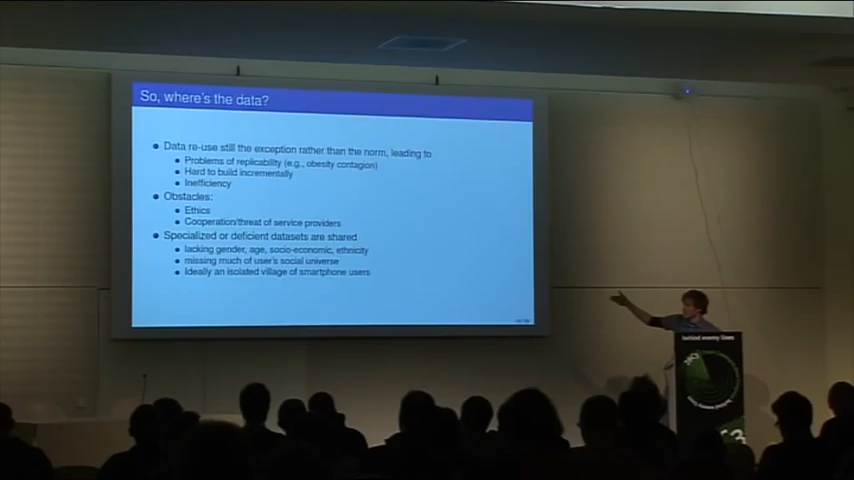 So, where's the data?
Data re-use still the exception rather than the norm, leading to
Problems of replicability (e.g., obesity contagion)
Hard to build incrementally
Inefficiency
Obstacles:
Ethics
Cooperation/threat of service providers
Specialized or deficient datasets are shared
lacking gender, age, socio-economic, ethnicity
missing much of user's social universe
Ideally an isolated village of smartphone users
behind enemy lines